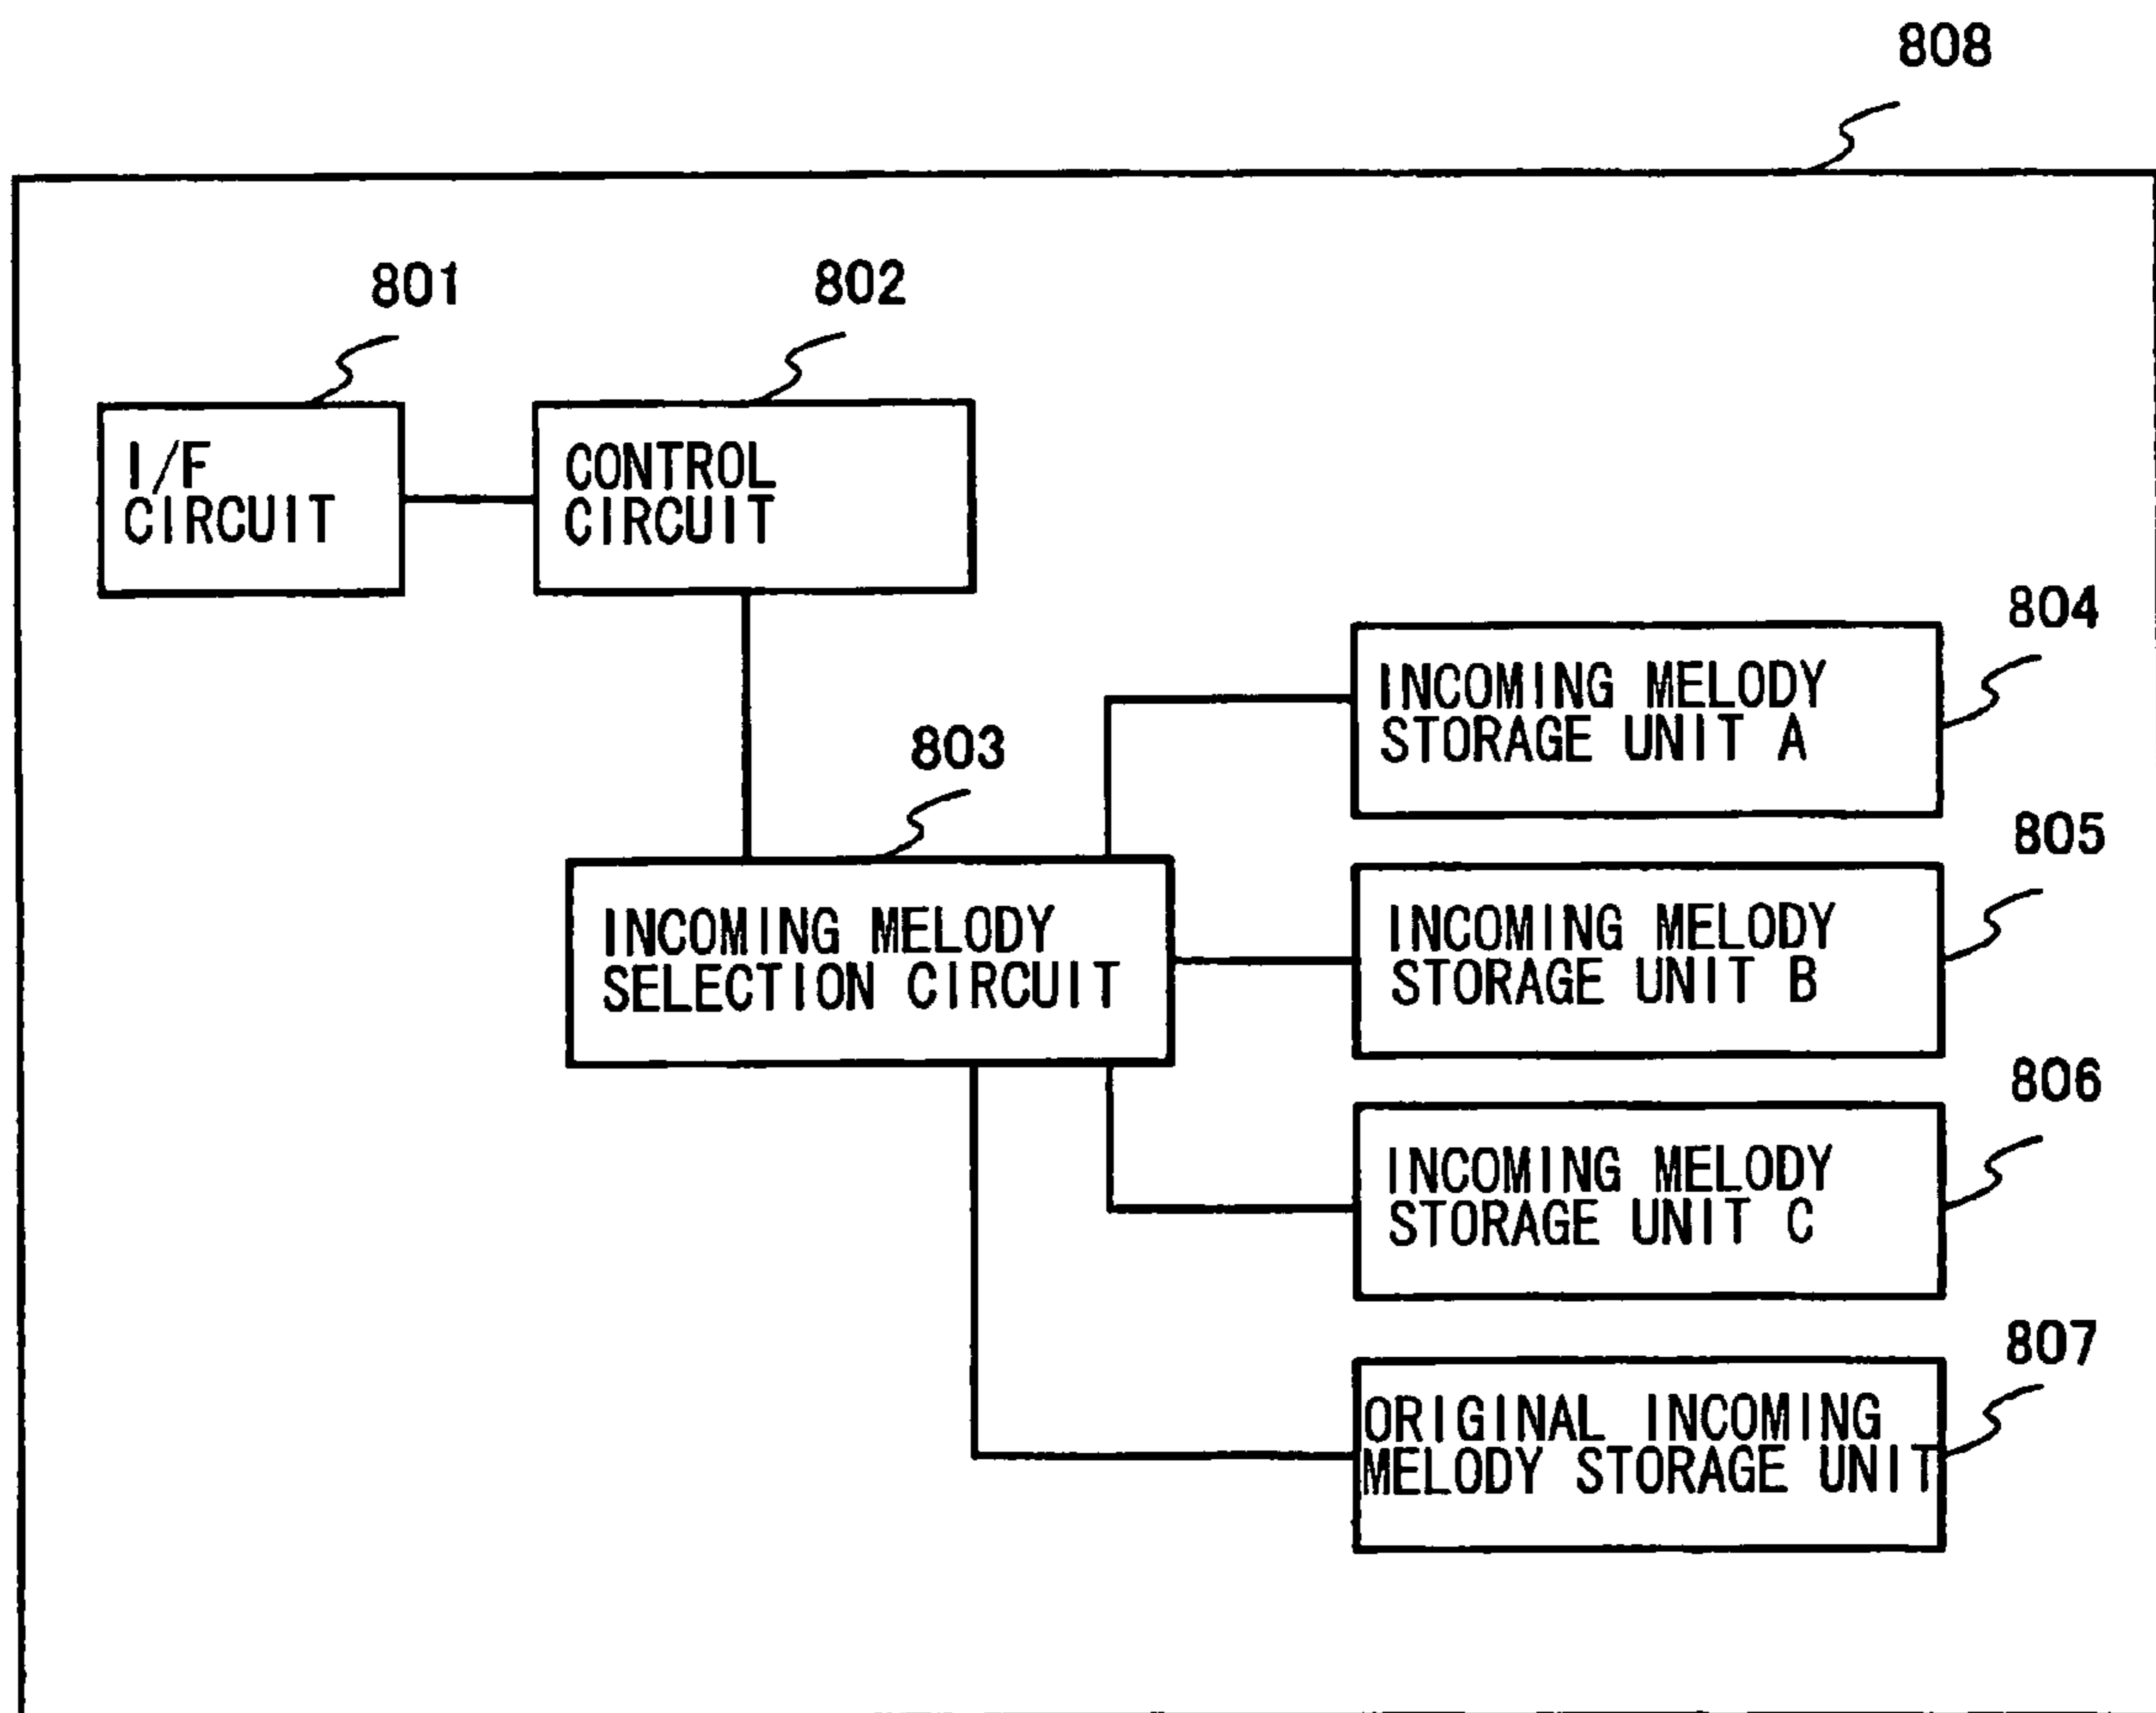 808
801
802
I/F
CIRCUIT
CONTROL
CIRCUIT
804
INCOMING MELODY
STORAGE UNIT A
803
805
INCOMING MELODY
SELECTION CIRCUIT
INCOMING MELODY
STORAGE UNIT B
806
INCOMING MELODY
STORAGE UNIT C
807
ORIGINAL INCOMING
MELODY STORAGE UNIT